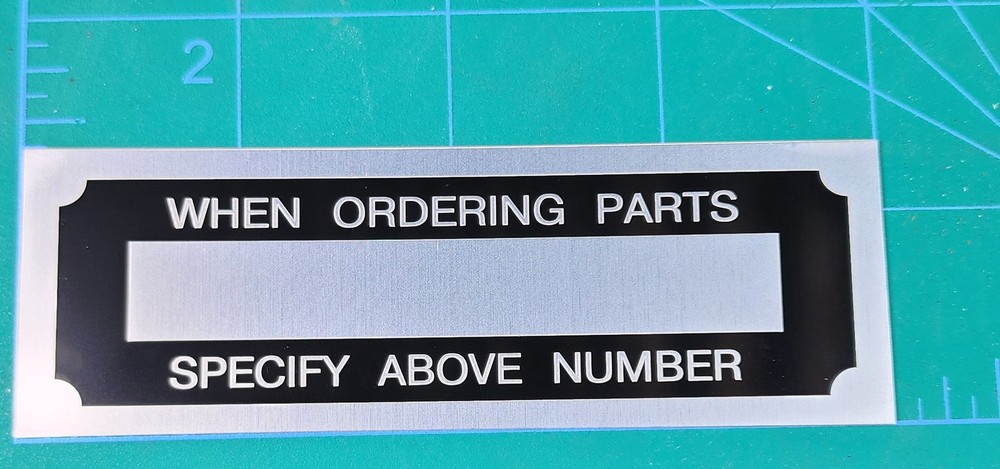 2
WHEN ORDERING PARTS
SPECIFY ABOVE NUMBER